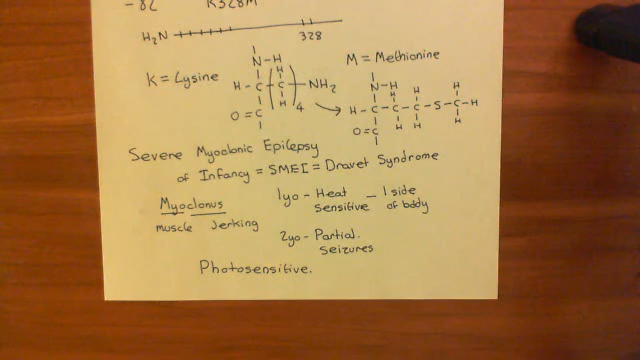 K328M
H₂N 328
K = Lysine
M = Methionine
N-H
H-C-(C)-NH₂
H
H
4
O=C
N-H
H-C-C-C-S-C-H
H H
H
H
H
H
O=C
Severe Myoclonic Epilepsy
of Infancy = SMEI = Dravet Syndrome
Myoclonus
muscle Jerking
1yo - Heat sensitive - 1 side of body
2yo - Partial. seizures
Photosensitive.